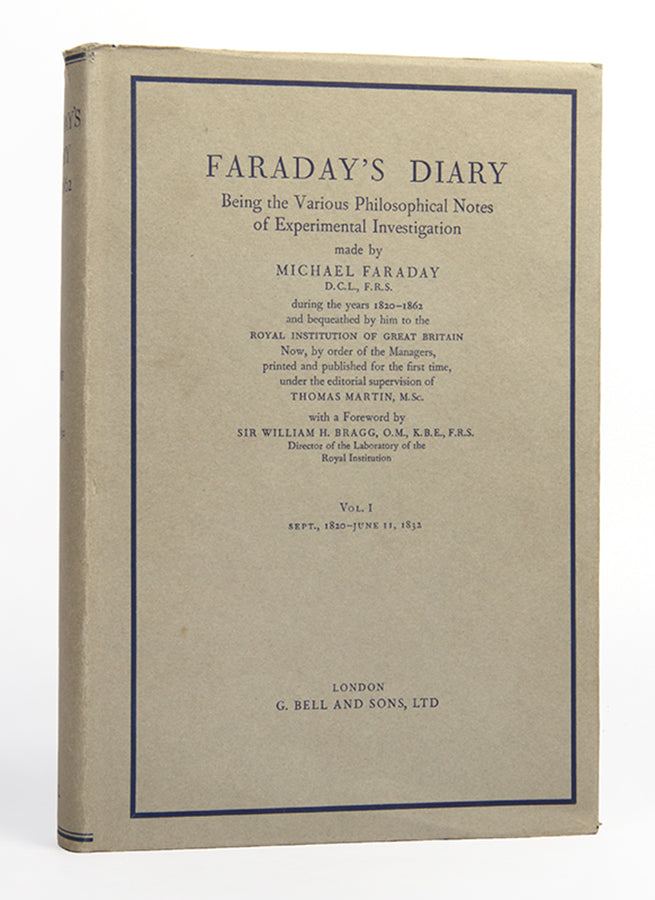 FARADAY'S DIARY
Being the Various Philosophical Notes
of Experimental Investigation
made by
MICHAEL FARADAY
D.C.L., F.R.S.
during the years 1820–1862
and bequeathed by him to the
ROYAL INSTITUTION OF GREAT BRITAIN
Now, by order of the Managers,
printed and published for the first time,
under the editorial supervision of
THOMAS MARTIN, M.Sc.
with a Foreword by
SIR WILLIAM H. BRAGG, O.M., K.B.E., F.R.S.
Director of the Laboratory of the
Royal Institution
VOL. I
SEPT., 1820–JUNE 11, 1832
LONDON
G. BELL AND SONS, LTD